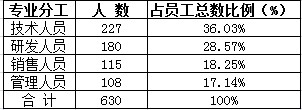 专业分工 人 数 占员工总数比例（%）
技术人员 227 36.03%
研发人员 180 28.57%
销售人员 115 18.25%
管理人员 108 17.14%
合 计 630 100%